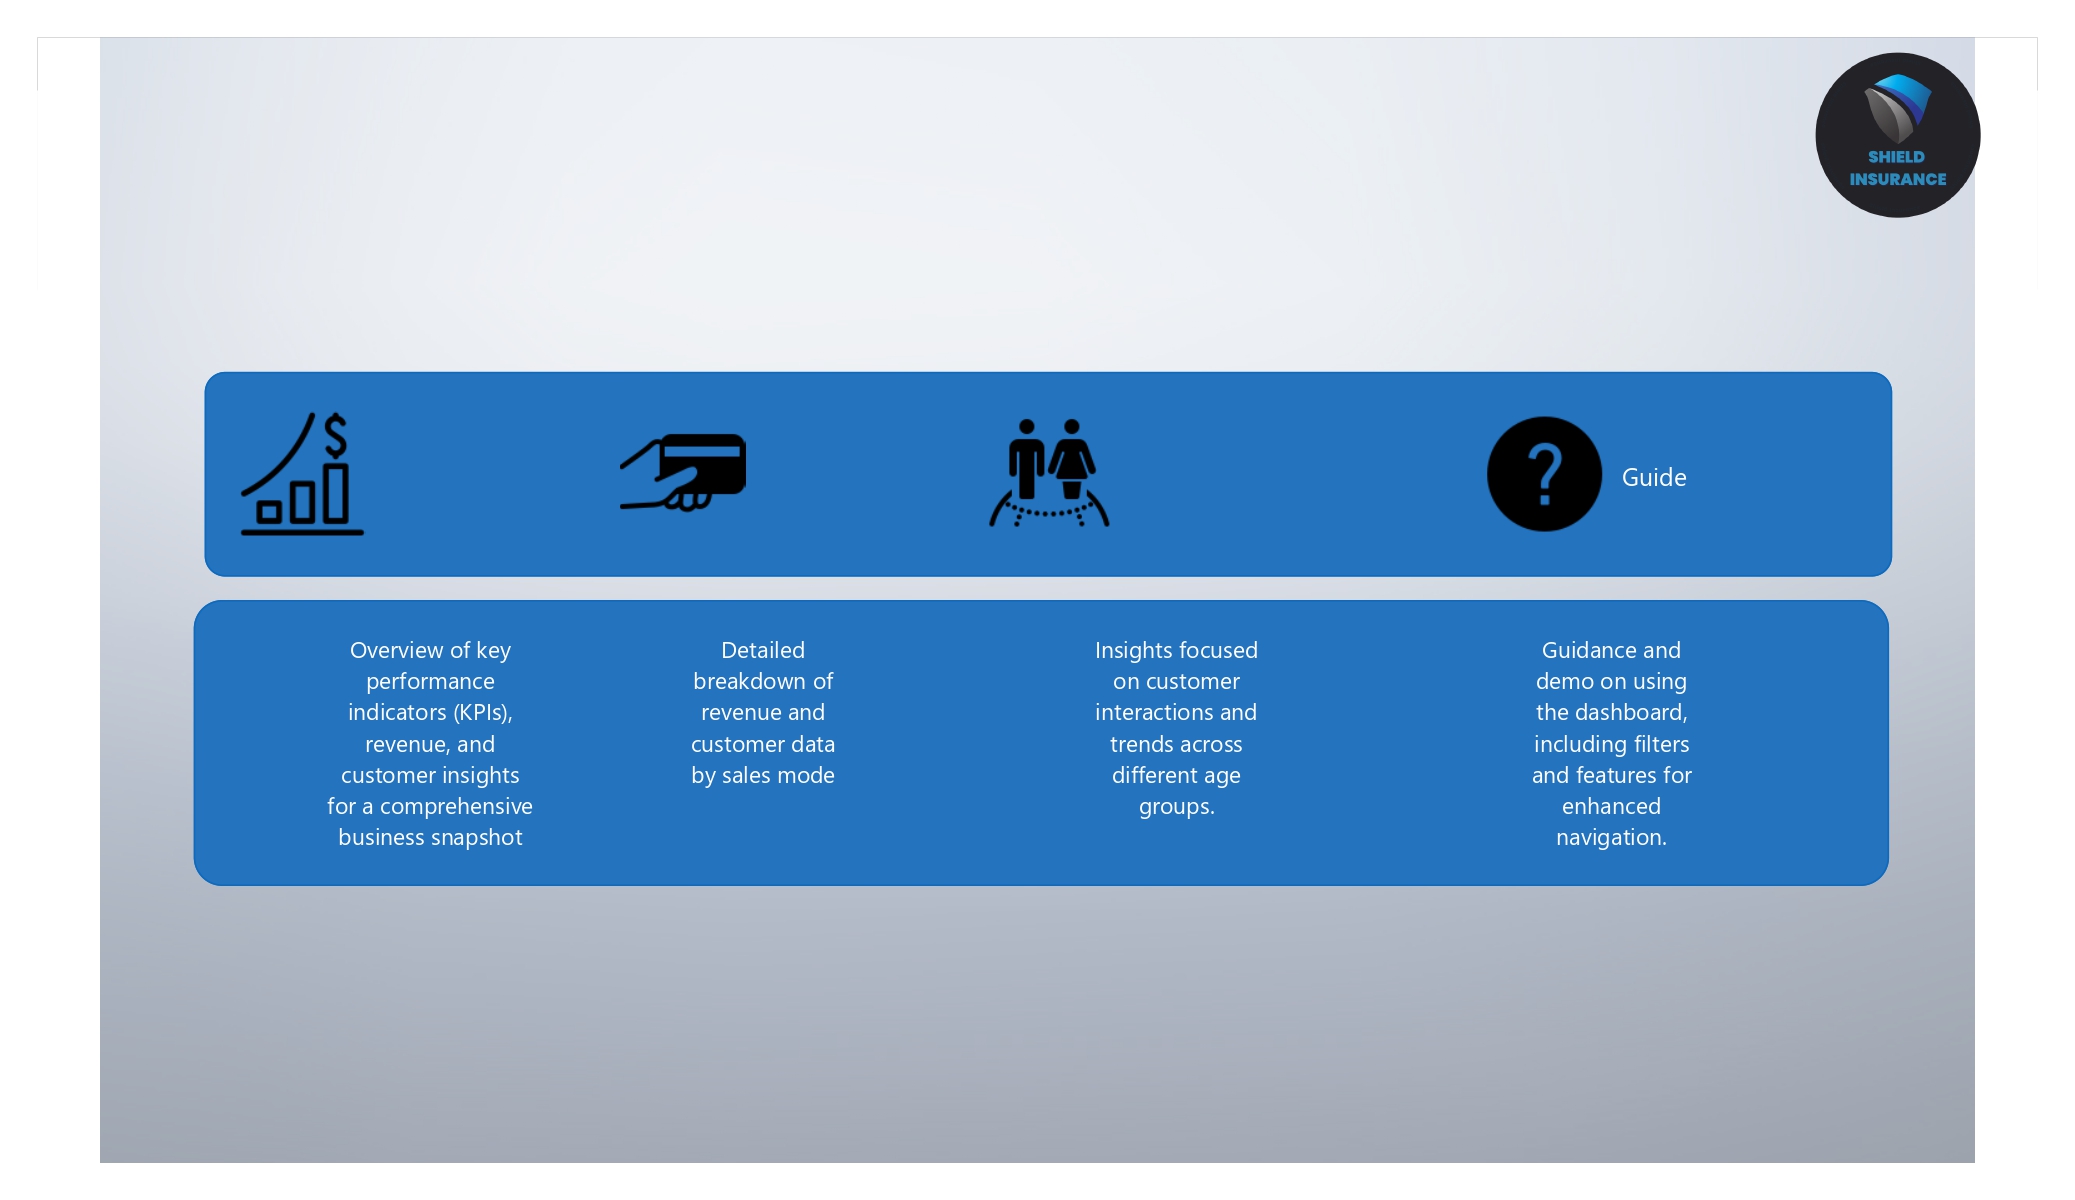 SHIELD
INSURANCE
$
?
Guide
Overview of key
performance
indicators (KPIs),
revenue, and
customer insights
for a comprehensive
business snapshot
Detailed
breakdown of
revenue and
customer data
by sales mode
Insights focused
on customer
interactions and
trends across
different age
groups.
Guidance and
demo on using
the dashboard,
including filters
and features for
enhanced
navigation.